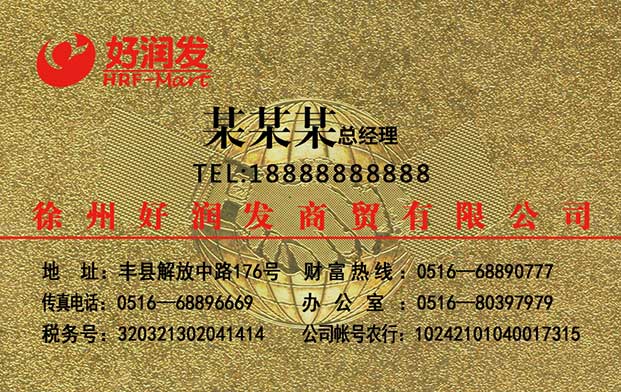 好润发
HRF-Mart
某某某总经理
TEL:18888888888
徐州好润发商贸有限公司
地 址：丰县解放中路176号 财富热线：0516—68890777
传真电话：0516—68896669 办公室：0516—80397979
税务号：320321302041414 公司帐号农行：10242101040017315